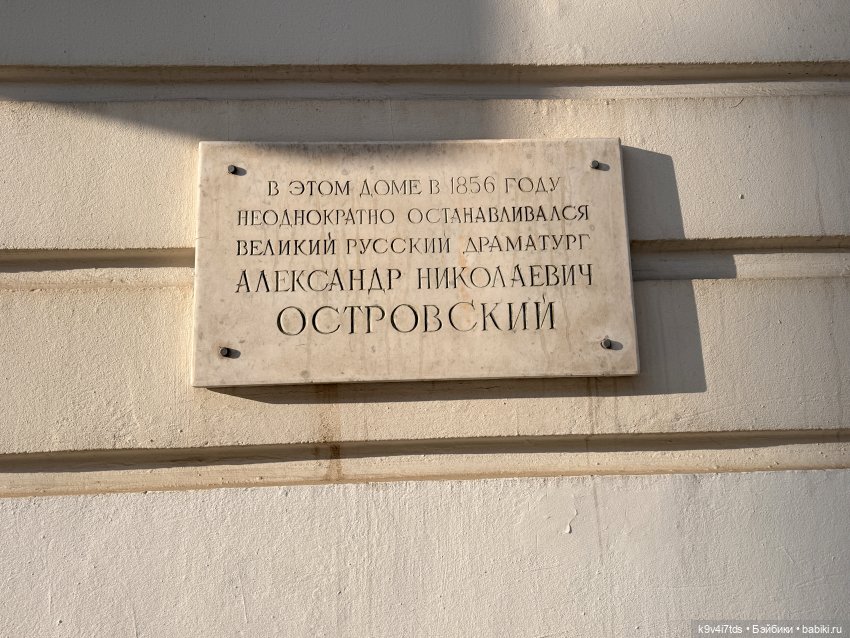 В ЭТОМ ДОМЕ В 1856 ГОДУ
НЕОДНОКРАТНО ОСТАНАВЛИВАЛСЯ
ВЕЛИКИЙ РУССКИЙ ДРАМАТУРГ
АЛЕКСАНДР НИКОЛАЕВИЧ
ОСТРОВСКИЙ
k9v4i7tds • Бэйбики • babiki.ru